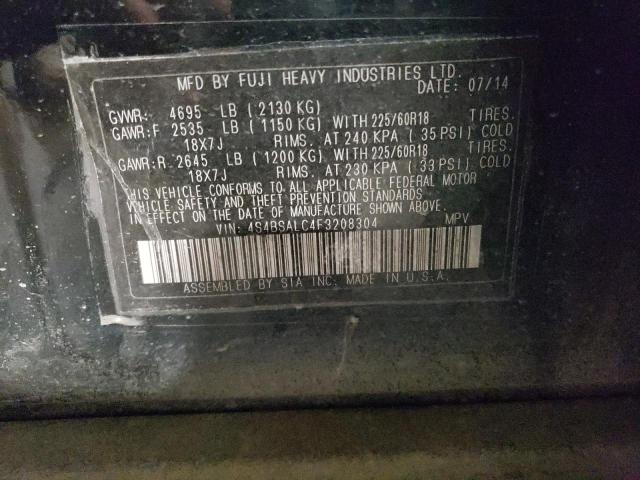 MFD BY FUJI HEAVY INDUSTRIES LTD.
DATE: 07/14
GVWR: 4695 LB (2130 KG)
GAWR:F 2535 LB (1150 KG) WITH 225/60R18 TIRES.
18X7J RIMS. AT 240 KPA (35 PSI) COLD
GAWR:R 2645 LB (1200 KG) WITH 225/60R18 TIRES.
18X7J RIMS. AT 230 KPA (33 PSI) COLD
THIS VEHICLE CONFORMS TO ALL APPLICABLE FEDERAL MOTOR
VEHICLE SAFETY AND THEFT PREVENTION STANDARDS
IN EFFECT ON THE DATE OF MANUFACTURE SHOWN ABOVE.
VIN: 4S4BSALC4F3208304 MPV
ASSEMBLED BY SIA INC. MADE IN U.S.A.